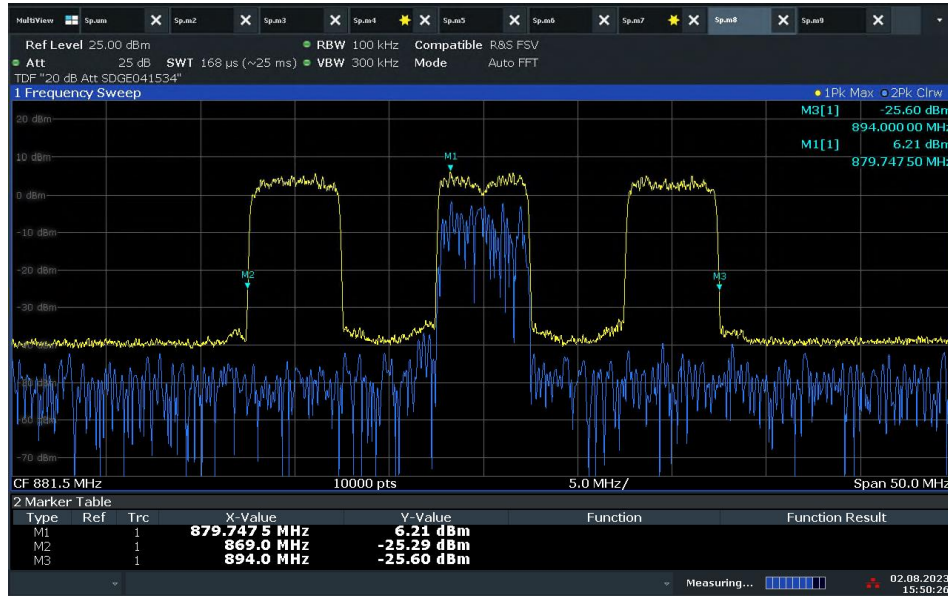 MultiView Sp.um Sp.m2 Sp.m3 Sp.m4 Sp.m5 Sp.m6 Sp.m7 Sp.m8 Sp.m9
Ref Level 25.00 dBm RBW 100 kHz Compatible R&S FSV
Att 25 dB SWT 168 µs (~25 ms) VBW 300 kHz Mode Auto FFT
TDF "20 dB Att SDGE041534"
1 Frequency Sweep 1Pk Max 2Pk Clrw
M3[1] -25.60 dBm
894.000 00 MHz
M1[1] 6.21 dBm
879.747 50 MHz
20 dBm
10 dBm
M1
0 dBm
-10 dBm
-20 dBm
M2
M3
-30 dBm
-70 dBm
CF 881.5 MHz 10000 pts 5.0 MHz/ Span 50.0 MHz
2 Marker Table
Type Ref Trc X-Value Y-Value Function Function Result
M1 1 879.747 5 MHz 6.21 dBm
M2 1 869.0 MHz -25.29 dBm
M3 1 894.0 MHz -25.60 dBm
Measuring... 02.08.2023
15:50:26